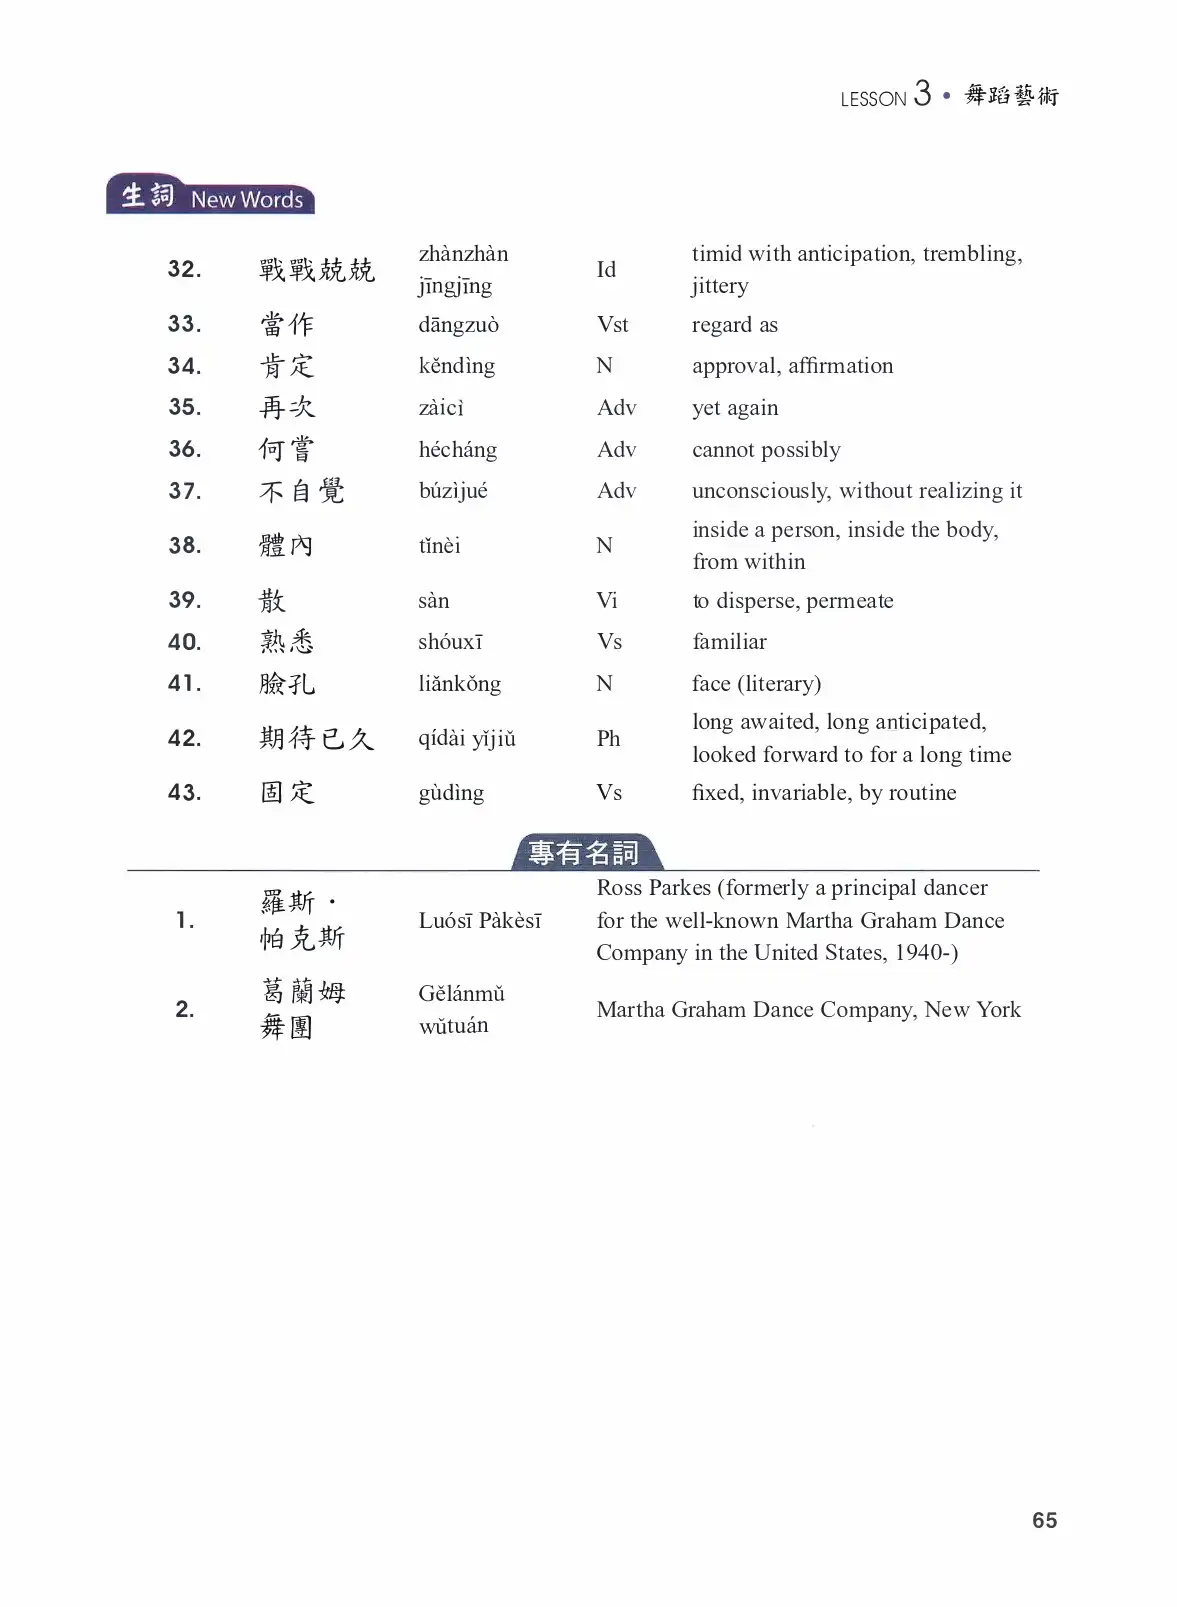 LESSON 3 • 舞蹈藝術
生詞 New Words
32. 戰戰兢兢 zhànzhàn jīngjīng Id timid with anticipation, trembling, jittery
33. 當作 dāngzuò Vst regard as
34. 肯定 kěndìng N approval, affirmation
35. 再次 zàicì Adv yet again
36. 何嘗 hécháng Adv cannot possibly
37. 不自覺 búzìjué Adv unconsciously, without realizing it
38. 體內 tǐnèi N inside a person, inside the body, from within
39. 散 sàn Vi to disperse, permeate
40. 熟悉 shóuxī Vs familiar
41. 臉孔 liǎnkǒng N face (literary)
42. 期待已久 qídài yǐjiǔ Ph long awaited, long anticipated, looked forward to for a long time
43. 固定 gùdìng Vs fixed, invariable, by routine
專有名詞
1. 羅斯・帕克斯 Luósī Pàkèsī Ross Parkes (formerly a principal dancer for the well-known Martha Graham Dance Company in the United States, 1940-)
2. 葛蘭姆舞團 Gělánmǔ wǔtuán Martha Graham Dance Company, New York
65